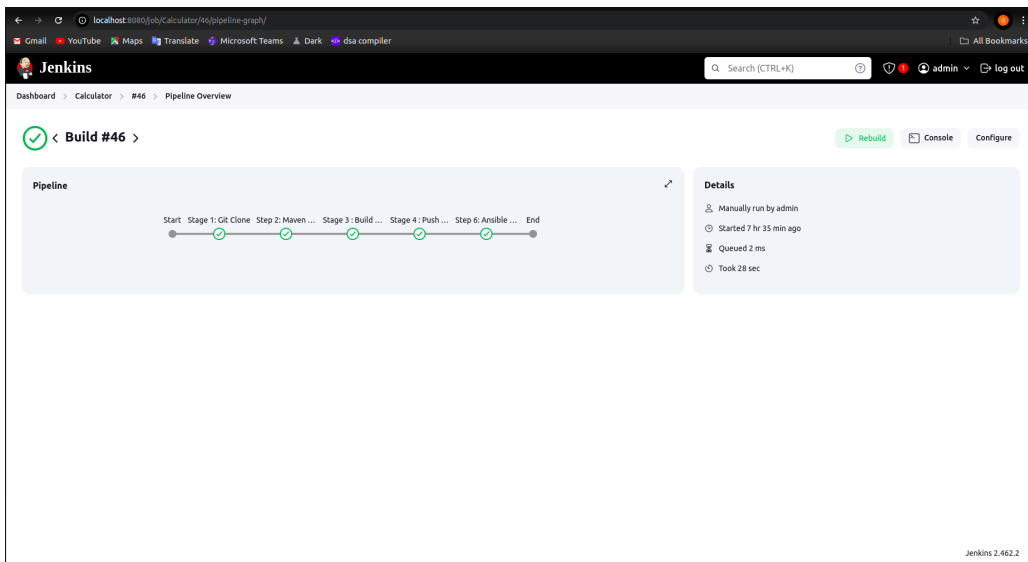 localhost:8080/job/Calculator/46/pipeline-graph/
G
Gmail YouTube Maps Translate Microsoft Teams Dark dsa compiler All Bookmarks
Jenkins Search (CTRL+K) ? 1 admin log out
Dashboard > Calculator > #46 > Pipeline Overview
Build #46 Rebuild Console Configure
Pipeline
Start Stage 1: Git Clone Step 2: Maven ... Stage 3 : Build ... Stage 4 : Push ... Step 6: Ansible ... End
Details
Manually run by admin
Started 7 hr 35 min ago
Queued 2 ms
Took 28 sec
Jenkins 2.462.2